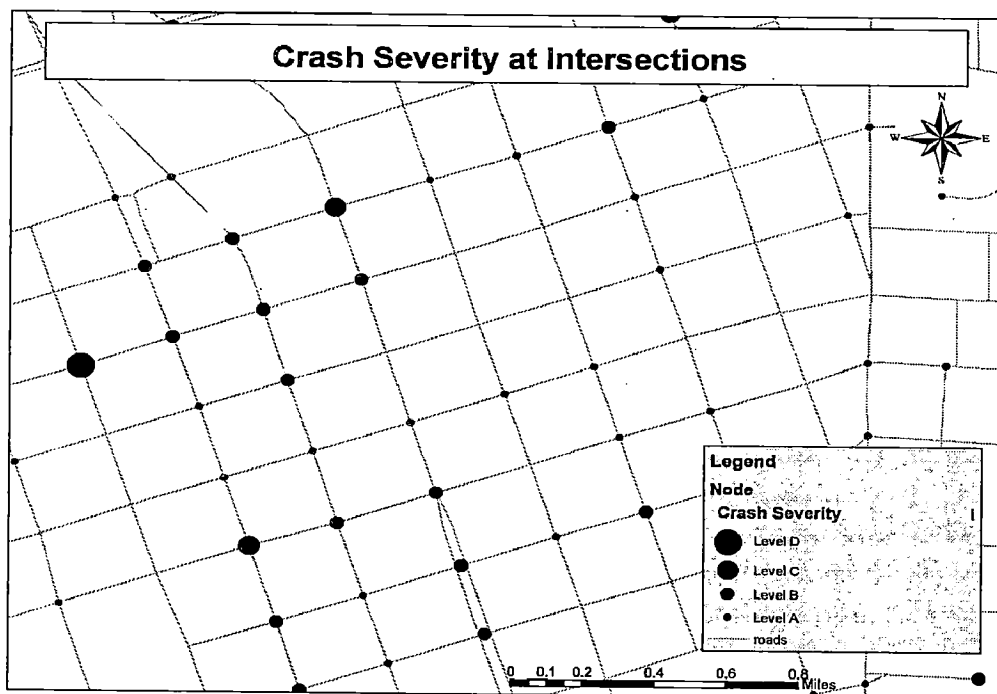 Crash Severity at Intersections
N
W E
S
Legend
Node
Crash Severity
Level D
Level C
Level B
Level A
roads
0 0.1 0.2 0.4 0.6 0.8
Miles